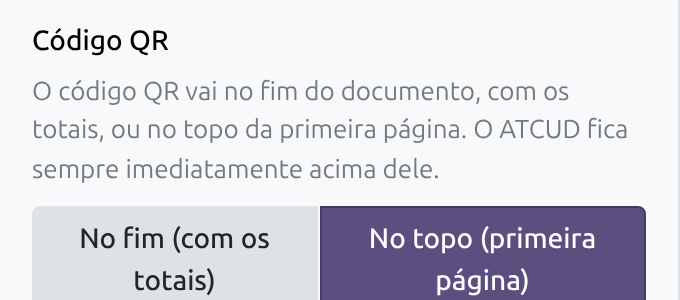 Código QR
O código QR vai no fim do documento, com os
totais, ou no topo da primeira página. O ATCUD fica
sempre imediatamente acima dele.
No fim (com os
totais)
No topo (primeira
página)